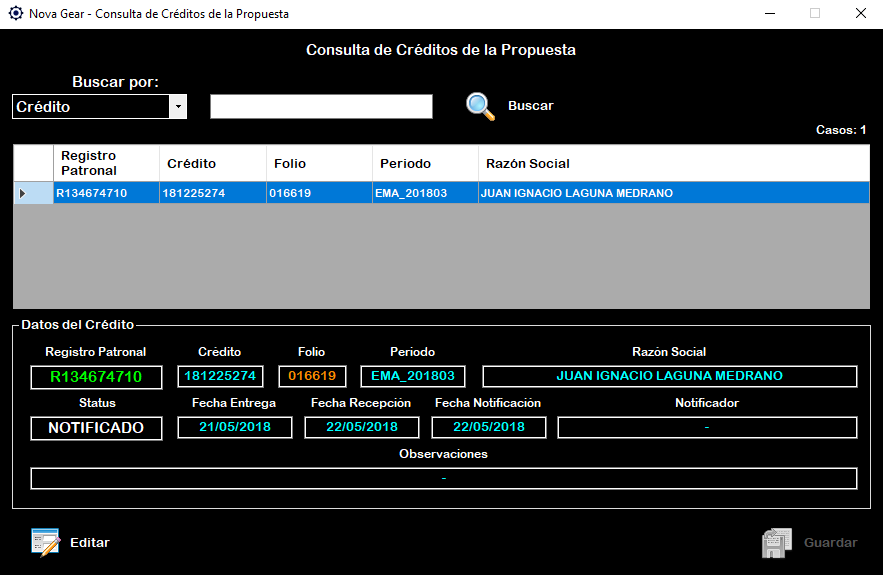 Nova Gear - Consulta de Créditos de la Propuesta
Consulta de Créditos de la Propuesta
Buscar por:
Crédito
Buscar
Casos: 1
Registro Patronal Crédito Folio Periodo Razón Social
R134674710 181225274 016619 EMA_201803 JUAN IGNACIO LAGUNA MEDRANO
Datos del Crédito
Registro Patronal Crédito Folio Periodo Razón Social
R134674710 181225274 016619 EMA_201803 JUAN IGNACIO LAGUNA MEDRANO
Status Fecha Entrega Fecha Recepción Fecha Notificación Notificador
NOTIFICADO 21/05/2018 22/05/2018 22/05/2018 -
Observaciones
-
Editar Guardar